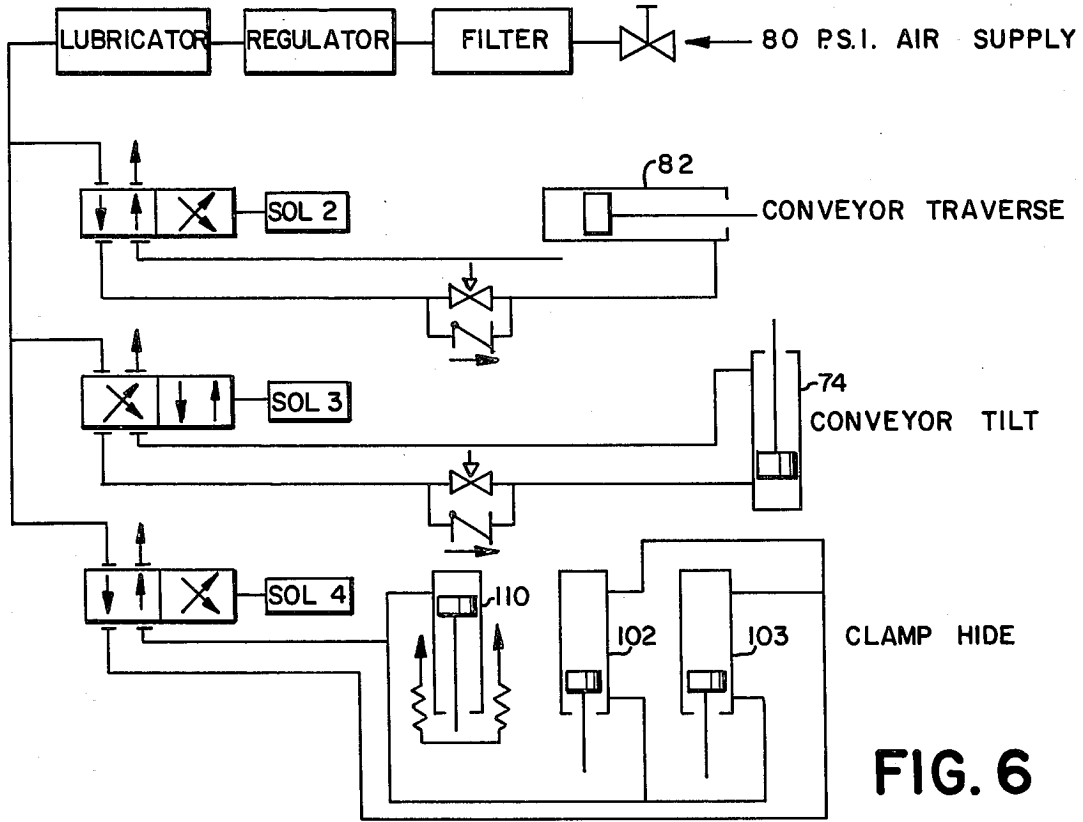 LUBRICATOR REGULATOR FILTER 80 P.S.I. AIR SUPPLY
82
SOL 2
CONVEYOR TRAVERSE
SOL 3
74
CONVEYOR TILT
SOL 4
110
102
103
CLAMP HIDE
FIG. 6